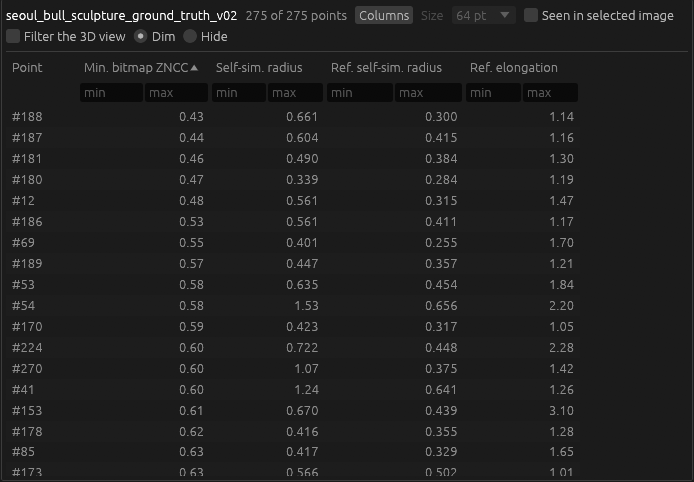 seoul_bull_sculpture_ground_truth_v02 275 of 275 points Columns Size 64 pt Seen in selected image
Filter the 3D view Dim Hide
Point Min. bitmap ZNCC Self-sim. radius Ref. self-sim. radius Ref. elongation
min max min max min max min max
#188 0.43 0.661 0.300 1.14
#187 0.44 0.604 0.415 1.16
#181 0.46 0.490 0.384 1.30
#180 0.47 0.339 0.284 1.19
#12 0.48 0.561 0.315 1.47
#186 0.53 0.561 0.411 1.17
#69 0.55 0.401 0.255 1.70
#189 0.57 0.447 0.357 1.21
#53 0.58 0.635 0.454 1.84
#54 0.58 1.53 0.656 2.20
#170 0.59 0.423 0.317 1.05
#224 0.60 0.722 0.448 2.28
#270 0.60 1.07 0.375 1.42
#41 0.60 1.24 0.641 1.26
#153 0.61 0.670 0.439 3.10
#178 0.62 0.416 0.355 1.28
#85 0.63 0.417 0.329 1.65
#173 0.63 0.566 0.502 1.01